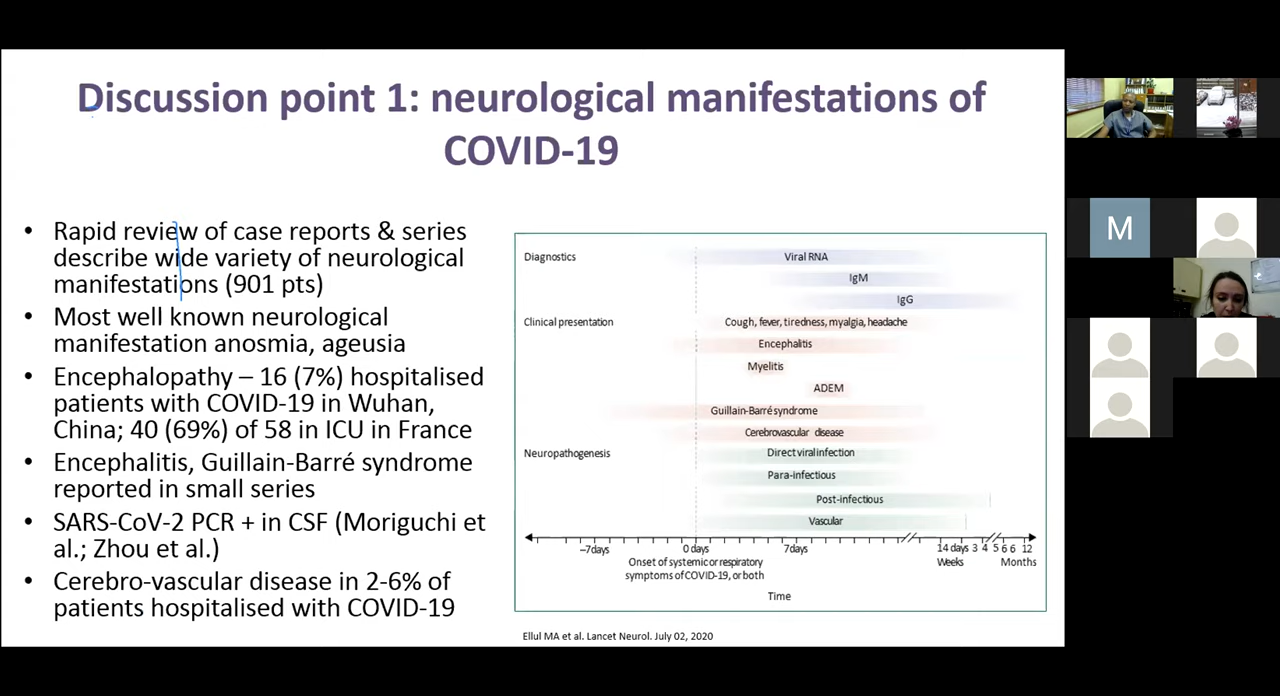 Discussion point 1: neurological manifestations of
COVID-19
• Rapid review of case reports & series
describe wide variety of neurological
manifestations (901 pts)
• Most well known neurological
manifestation anosmia, ageusia
• Encephalopathy – 16 (7%) hospitalised
patients with COVID-19 in Wuhan,
China; 40 (69%) of 58 in ICU in France
• Encephalitis, Guillain-Barré syndrome
reported in small series
• SARS-CoV-2 PCR + in CSF (Moriguchi et
al.; Zhou et al.)
• Cerebro-vascular disease in 2-6% of
patients hospitalised with COVID-19
Diagnostics
Viral RNA
IgM
IgG
Clinical presentation
Cough, fever, tiredness, myalgia, headache
Encephalitis
Myelitis
ADEM
Guillain-Barré syndrome
Cerebrovascular disease
Neuropathogenesis
Direct viral infection
Para-infectious
Post-infectious
Vascular
–7days 0 days 7days 14 days 3 4 5 6 6 12
Onset of systemic or respiratory Weeks Months
symptoms of COVID-19, or both
Time
Ellul MA et al. Lancet Neurol. July 02, 2020
M